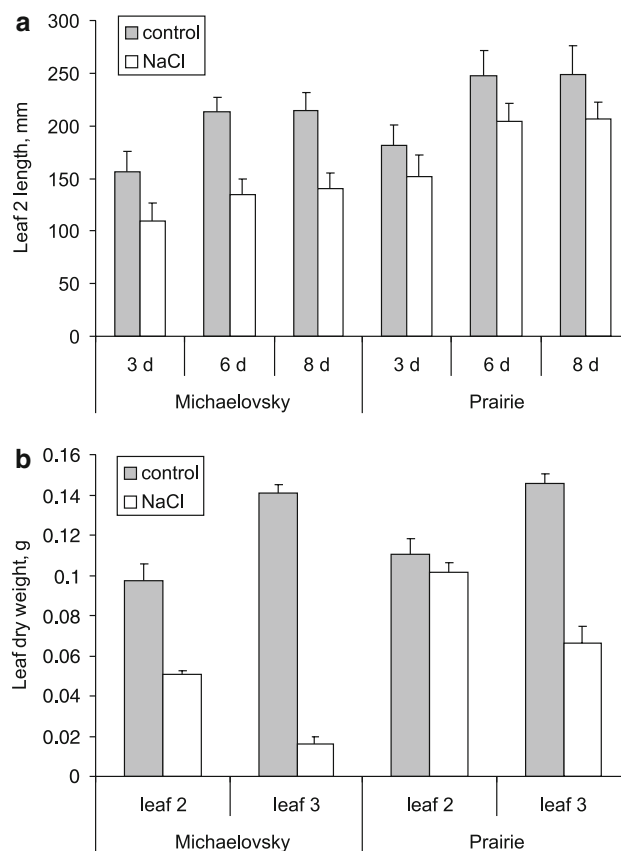 a
control
NaCl
Leaf 2 length, mm
300
250
200
150
100
50
0
3 d 6 d 8 d 3 d 6 d 8 d
Michaelovsky Prairie
b
control
NaCl
Leaf dry weight, g
0.16
0.14
0.12
0.1
0.08
0.06
0.04
0.02
0
leaf 2 leaf 3 leaf 2 leaf 3
Michaelovsky Prairie